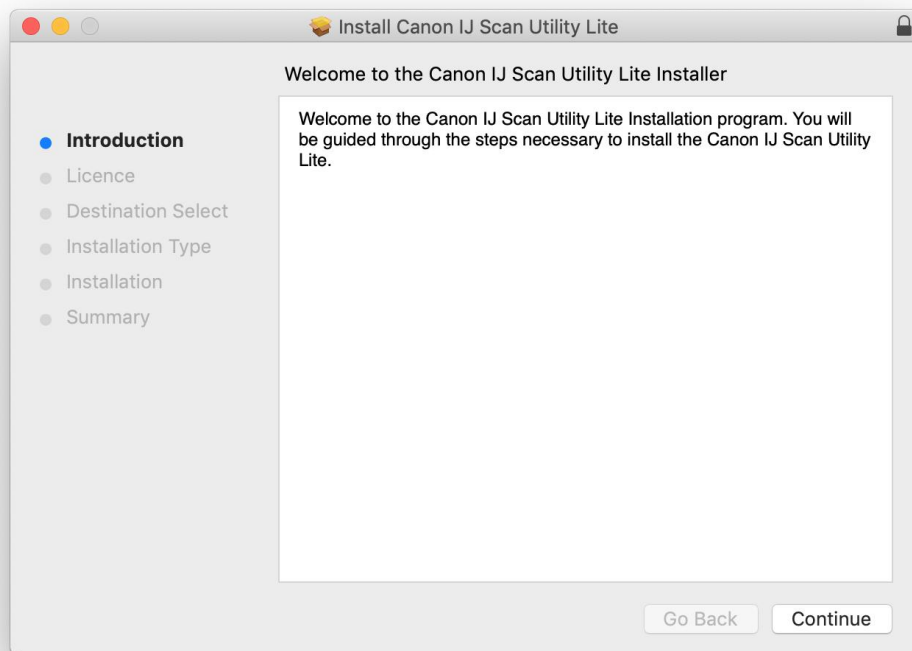 Install Canon IJ Scan Utility Lite
Welcome to the Canon IJ Scan Utility Lite Installer
Introduction
Licence
Destination Select
Installation Type
Installation
Summary
Welcome to the Canon IJ Scan Utility Lite Installation program. You will
be guided through the steps necessary to install the Canon IJ Scan Utility
Lite.
Go Back
Continue